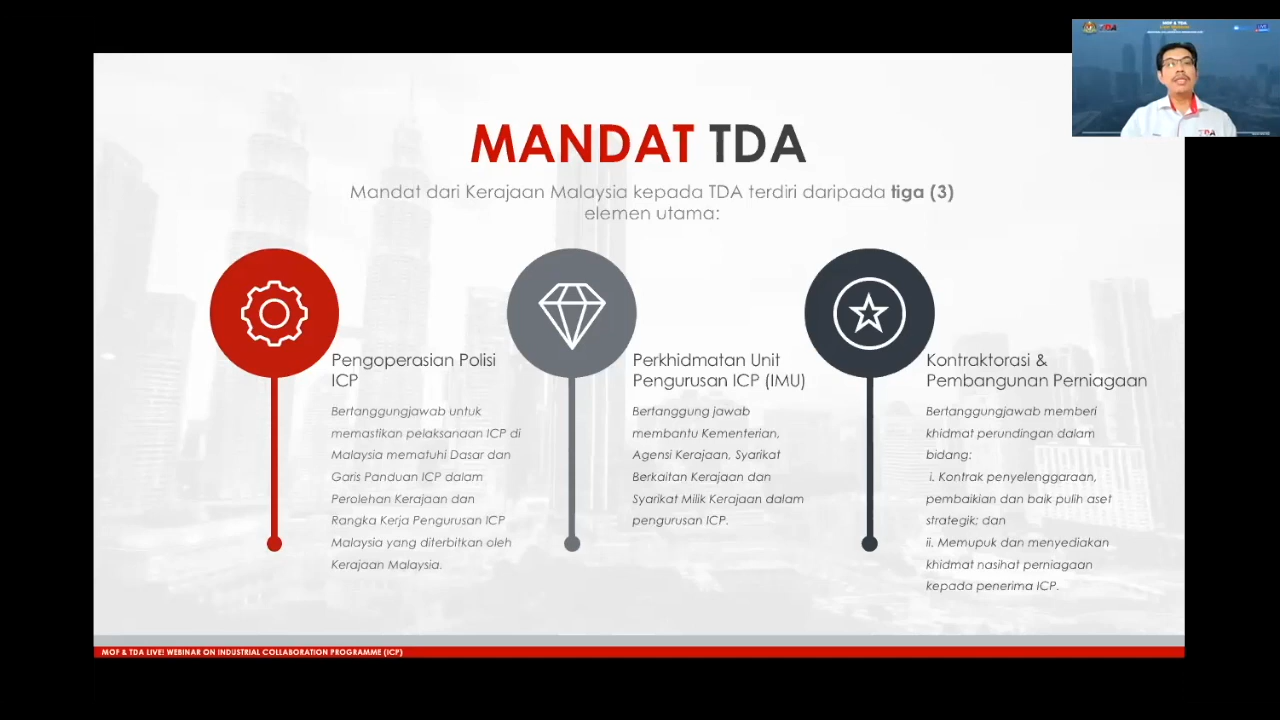 MOF & TDA
TDA
MANDAT TDA
Mandat dari Kerajaan Malaysia kepada TDA terdiri daripada tiga (3)
elemen utama:
Pengoperasian Polisi
ICP
Bertanggungjawab untuk
memastikan pelaksanaan ICP di
Malaysia mematuhi Dasar dan
Garis Panduan ICP dalam
Perolehan Kerajaan dan
Rangka Kerja Pengurusan ICP
Malaysia yang diterbitkan oleh
Kerajaan Malaysia.
Perkhidmatan Unit
Pengurusan ICP (IMU)
Bertanggung jawab
membantu Kementerian,
Agensi Kerajaan, Syarikat
Berkaitan Kerajaan dan
Syarikat Milik Kerajaan dalam
pengurusan ICP.
Kontraktorasi &
Pembangunan Perniagaan
Bertanggungjawab memberi
khidmat perundingan dalam
bidang:
i. Kontrak penyelenggaraan,
pembaikian dan baik pulih aset
strategik; dan
ii. Memupuk dan menyediakan
khidmat nasihat perniagaan
kepada penerima ICP.
MOF & TDA LIVE! WEBINAR ON INDUSTRIAL COLLABORATION PROGRAMME (ICP)